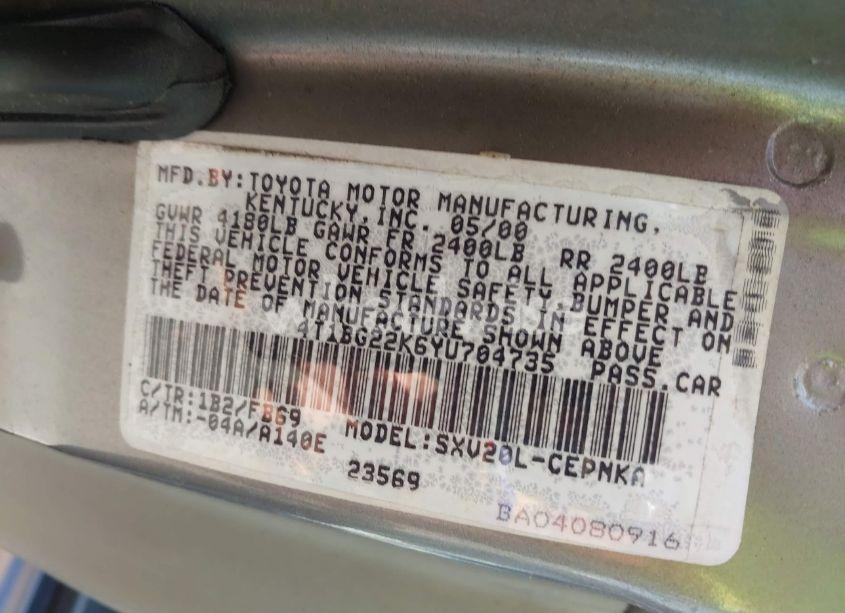 MFD.BY:TOYOTA MOTOR MANUFACTURING,
KENTUCKY,INC. 05/00
GVWR 4180LB GAWR FR 2400LB RR 2400LB
THIS VEHICLE CONFORMS TO ALL APPLICABLE
FEDERAL MOTOR VEHICLE SAFETY,BUMPER AND
THEFT PREVENTION STANDARDS IN EFFECT ON
THE DATE OF MANUFACTURE SHOWN ABOVE
4T1BG22K6YU704735 PASS.CAR
C/TR:1B2/FB69
A/TM:-04A/A140E MODEL:SXV20L-CEPNKA
23569
BA04080916